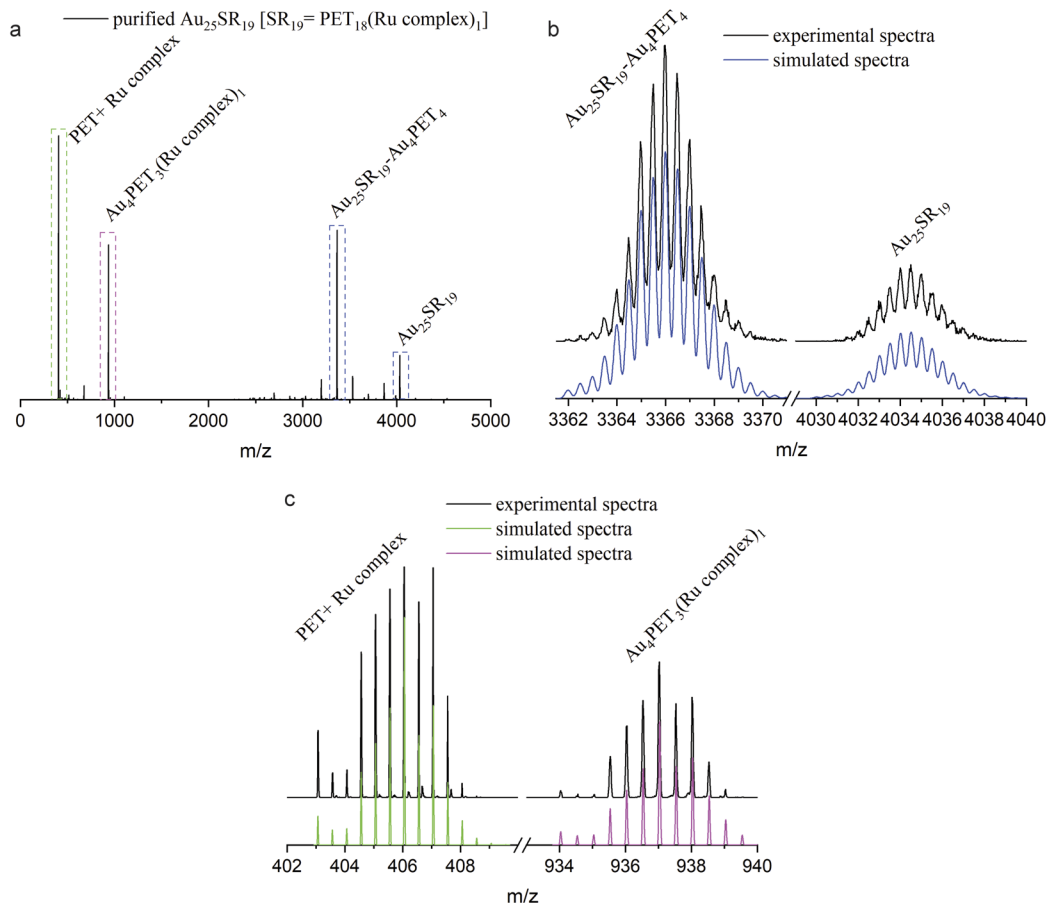 a
purified Au₂₅SR₁₉ [SR₁₉= PET₁₈(Ru complex)₁]
PET+ Ru complex
Au₄PET₃(Ru complex)₁
Au₂₅SR₁₉-Au₄PET₄
Au₂₅SR₁₉
0 1000 2000 3000 4000 5000
m/z
b
experimental spectra
simulated spectra
Au₂₅SR₁₉-Au₄PET₄
Au₂₅SR₁₉
3362 3364 3366 3368 3370 4030 4032 4034 4036 4038 4040
m/z
c
experimental spectra
simulated spectra
simulated spectra
PET+ Ru complex
Au₄PET₃(Ru complex)₁
402 404 406 408 934 936 938 940
m/z